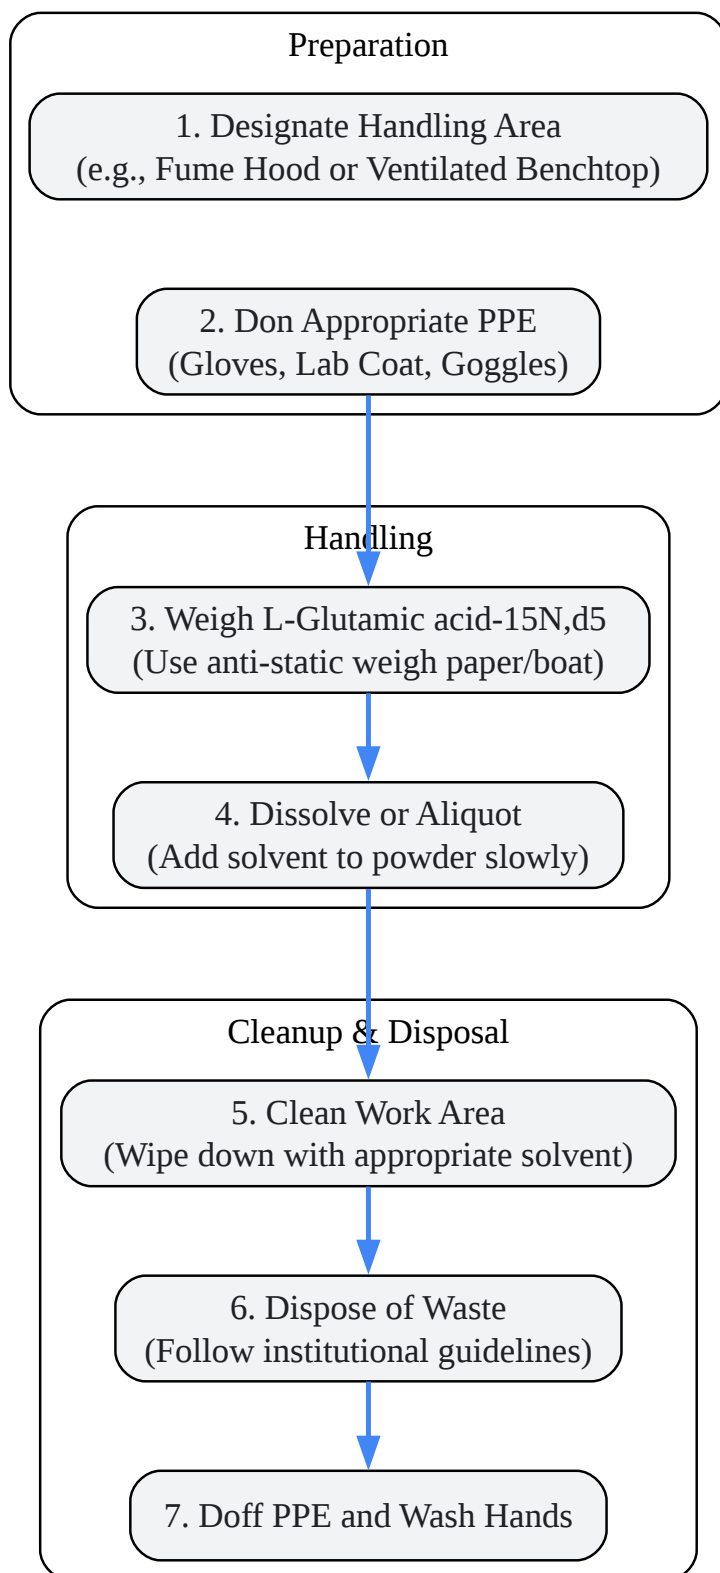 Preparation
1. Designate Handling Area
(e.g., Fume Hood or Ventilated Benchtop)
2. Don Appropriate PPE
(Gloves, Lab Coat, Goggles)
Handling
3. Weigh L-Glutamic acid-15N,d5
(Use anti-static weigh paper/boat)
4. Dissolve or Aliquot
(Add solvent to powder slowly)
Cleanup & Disposal
5. Clean Work Area
(Wipe down with appropriate solvent)
6. Dispose of Waste
(Follow institutional guidelines)
7. Doff PPE and Wash Hands